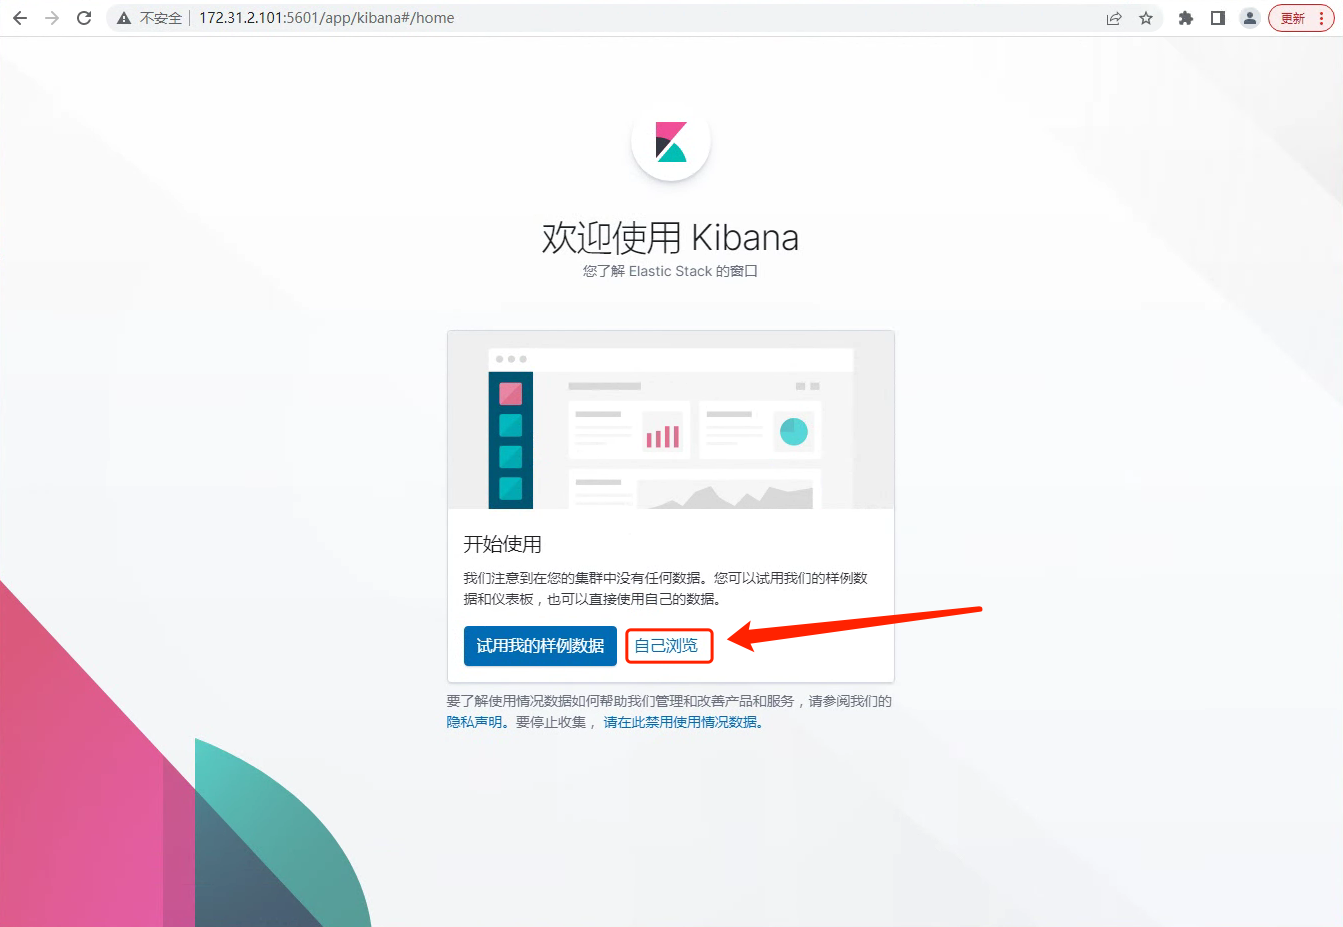 不安全 172.31.2.101:5601/app/kibana#/home 更新
欢迎使用 Kibana
您了解 Elastic Stack 的窗口
开始使用
我们注意到在您的集群中没有任何数据。您可以试用我们的样例数
据和仪表板，也可以直接使用自己的数据。
试用我的样例数据 自己浏览
要了解使用情况数据如何帮助我们管理和改善产品和服务，请参阅我们的
隐私声明。要停止收集， 请在此禁用使用情况数据。